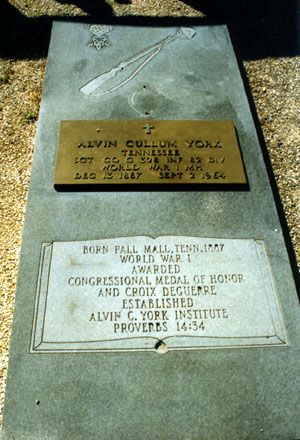 ALVIN CULLUM YORK
TENNESSEE
SGT CO G 328 INF 82 DIV
WORLD WAR I MH
DEC 13 1887 SEPT 2 1964
BORN PALL MALL, TENN. 1887
WORLD WAR I
AWARDED
CONGRESSIONAL MEDAL OF HONOR
AND CROIX DEGUERRE
ESTABLISHED
ALVIN C. YORK INSTITUTE
PROVERBS 14:34